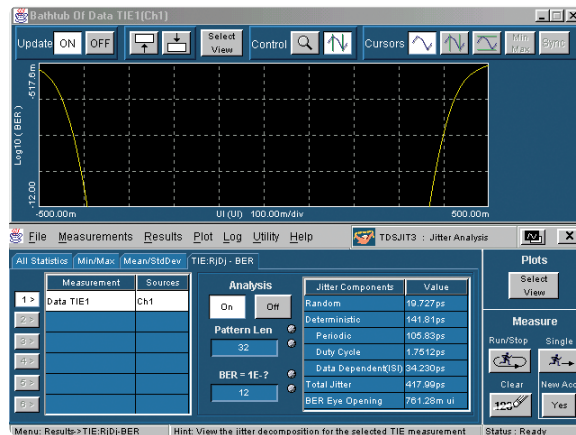 Bathtub Of Data TIE1(Ch1)
Update ON OFF Select View Control Cursors Min Max Sync
-517.6m
Log10 ( BER )
-12.00
-500.00m UI (UI) 100.00m/div 500.00m
File Measurements Results Plot Log Utility Help TDSJIT3 : Jitter Analysis
All Statistics Min/Max Mean/StdDev TIE:RjDj - BER
Plots
Select View
Measurement Sources
1 > Data TIE1 Ch1
2 >
3 >
4 >
5 >
6 >
Analysis
On Off
Pattern Len
32
BER = 1E-?
12
Jitter Components Value
Random 19.727ps
Deterministic 141.81ps
Periodic 105.83ps
Duty Cycle 1.7512ps
Data Dependent(ISI) 34.230ps
Total Jitter 417.99ps
BER Eye Opening 761.28m ui
Measure
Run/Stop Single
Clear New Acq
123 Yes
Menu: Results->TIE:RjDj-BER Hint: View the jitter decomposition for the selected TIE measurement Status : Ready